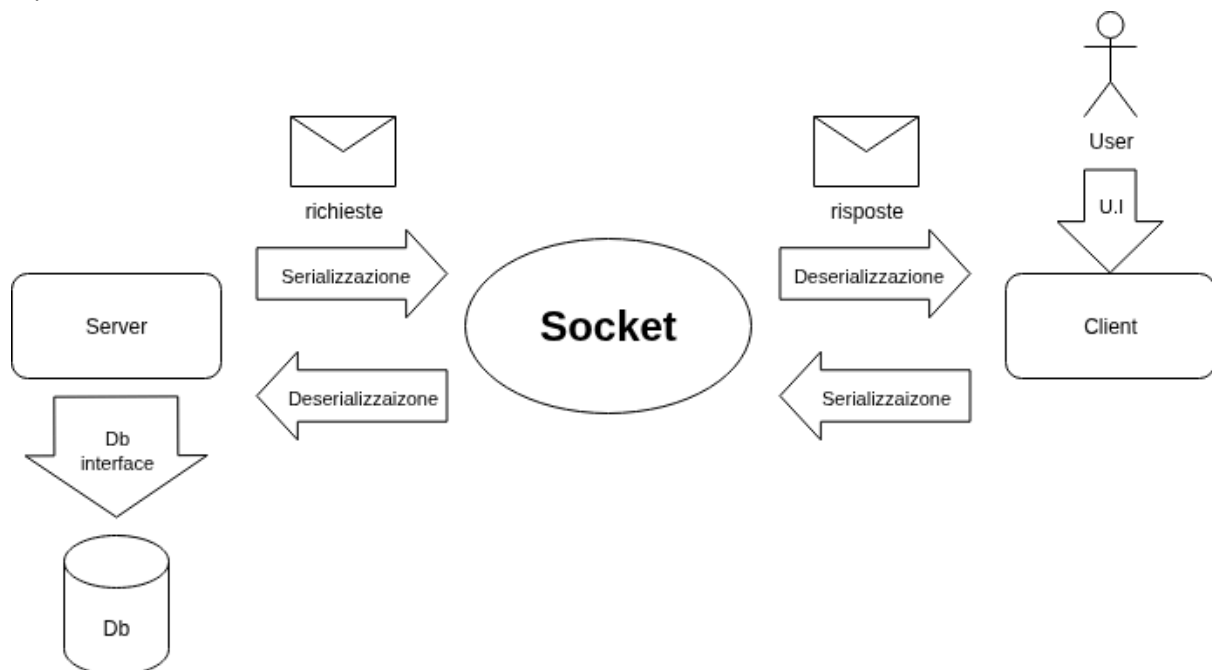 User
richieste
risposte
U.I
Serializzazione
Deserializzazione
Server
Socket
Client
Deserializzaizone
Serializzaizone
Db
interface
Db